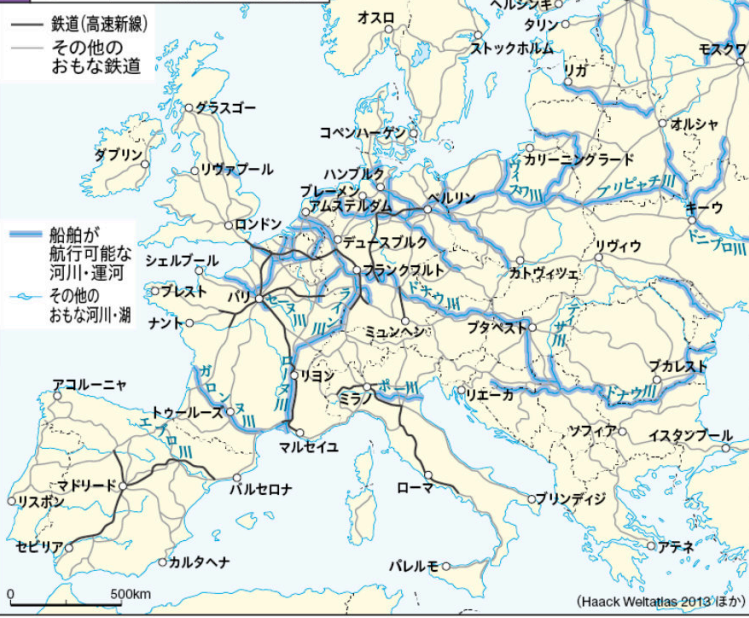 鉄道(高速新線)
その他の
おもな鉄道
オスロ
ヘルシンキ
タリン
ストックホルム
モスクワ
リガ
グラスゴー
オルシャ
コペンハーゲン
ダブリン
リヴァプール
カリーニングラード
ハンブルク
ブレーメン
アムステルダム
ベルリン
ヴィスワ川
プリピャチ川
キーウ
ロンドン
船舶が
航行可能な
河川・運河
デュースブルク
ドニプロ川
シェルブール
フランクフルト
カトヴィツェ
リヴィウ
その他の
おもな河川・湖
ブレスト
パリ
セーヌ川
ライン川
ドナウ川
ナント
ミュンヘン
ブタペスト
ティサ川
ガロンヌ川
ローヌ川
リヨン
ブカレスト
アコルーニャ
ミラノ
ポー川
リエーカ
ドナウ川
トゥールーズ
エブロ川
マルセイユ
ソフィア
イスタンブール
マドリード
バルセロナ
ローマ
リスボン
ブリンディジ
セビリア
カルタヘナ
パレルモ
アテネ
0 500km
(Haack Weltatlas 2013 ほか)